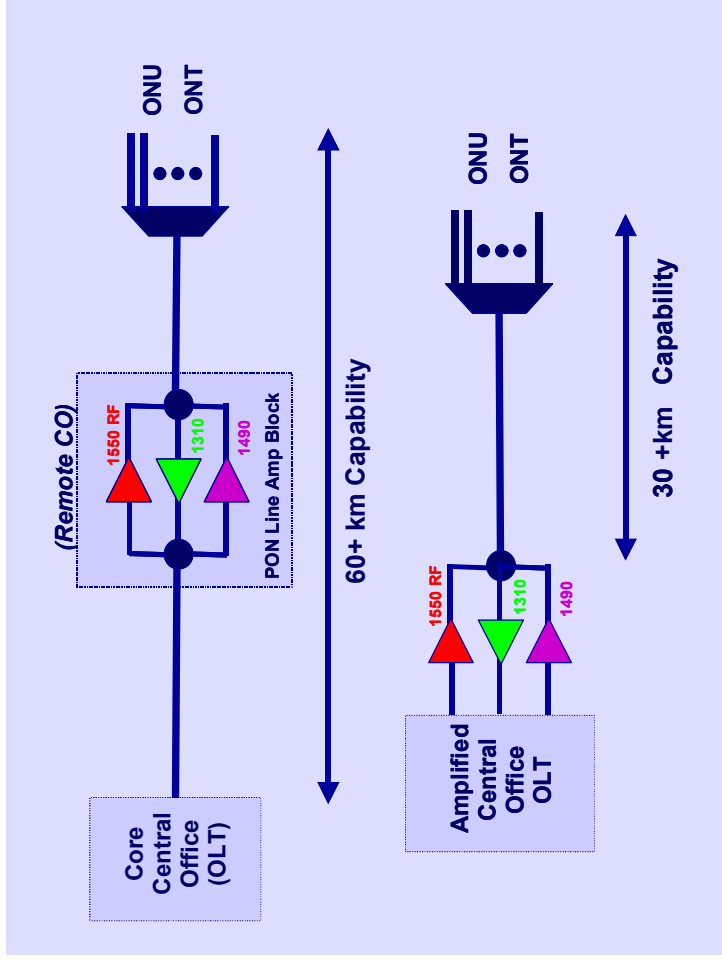 ONU
ONT
(Remote CO)
1550 RF
1310
1490
PON Line Amp Block
Core
Central
Office
(OLT)
60+ km Capability
ONU
ONT
1550 RF
1310
1490
Amplified
Central
Office
OLT
30 +km Capability